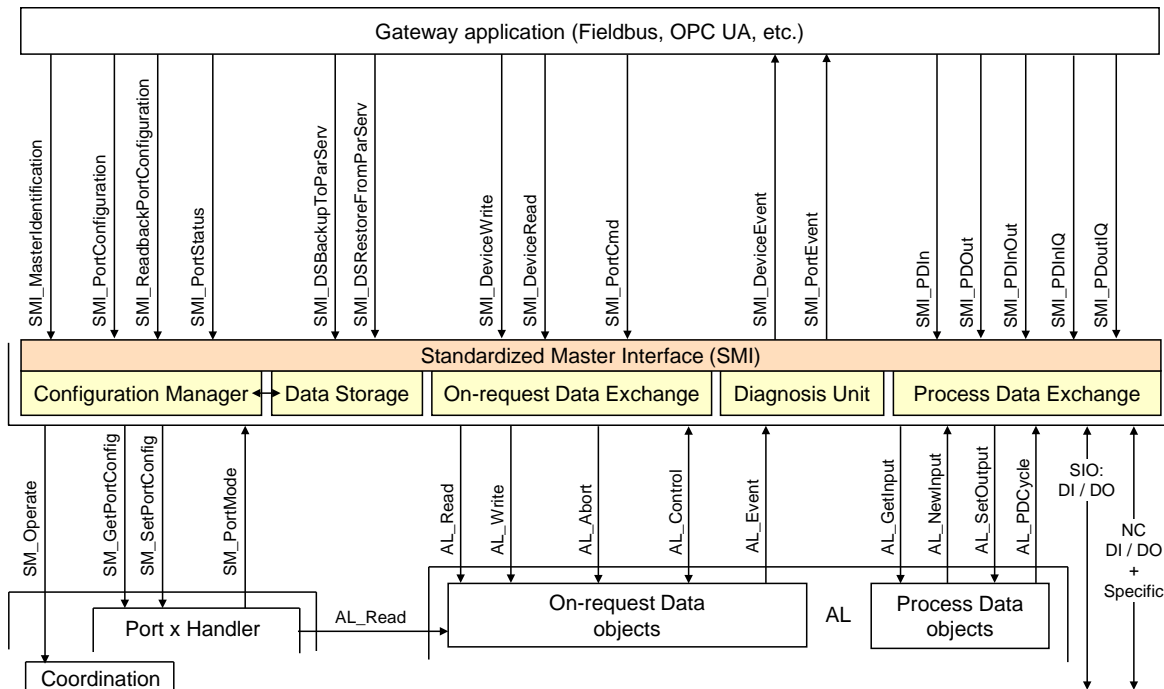 Gateway application (Fieldbus, OPC UA, etc.)
SMI_MasterIdentification
SMI_PortConfiguration
SMI_ReadbackPortConfiguration
SMI_PortStatus
SMI_DSBackupToParServ
SMI_DSRestoreFromParServ
SMI_DeviceWrite
SMI_DeviceRead
SMI_PortCmd
SMI_DeviceEvent
SMI_PortEvent
SMI_PDIn
SMI_PDOut
SMI_PDInOut
SMI_PDInIQ
SMI_PDoutIQ
Standardized Master Interface (SMI)
Configuration Manager
Data Storage
On-request Data Exchange
Diagnosis Unit
Process Data Exchange
SM_Operate
SM_GetPortConfig
SM_SetPortConfig
SM_PortMode
AL_Read
AL_Write
AL_Abort
AL_Control
AL_Event
AL_GetInput
AL_NewInput
AL_SetOutput
AL_PDCycle
SIO:
DI / DO
NC
DI / DO
+
Specific
Port x Handler
AL_Read
On-request Data
objects
AL
Process Data
objects
Coordination